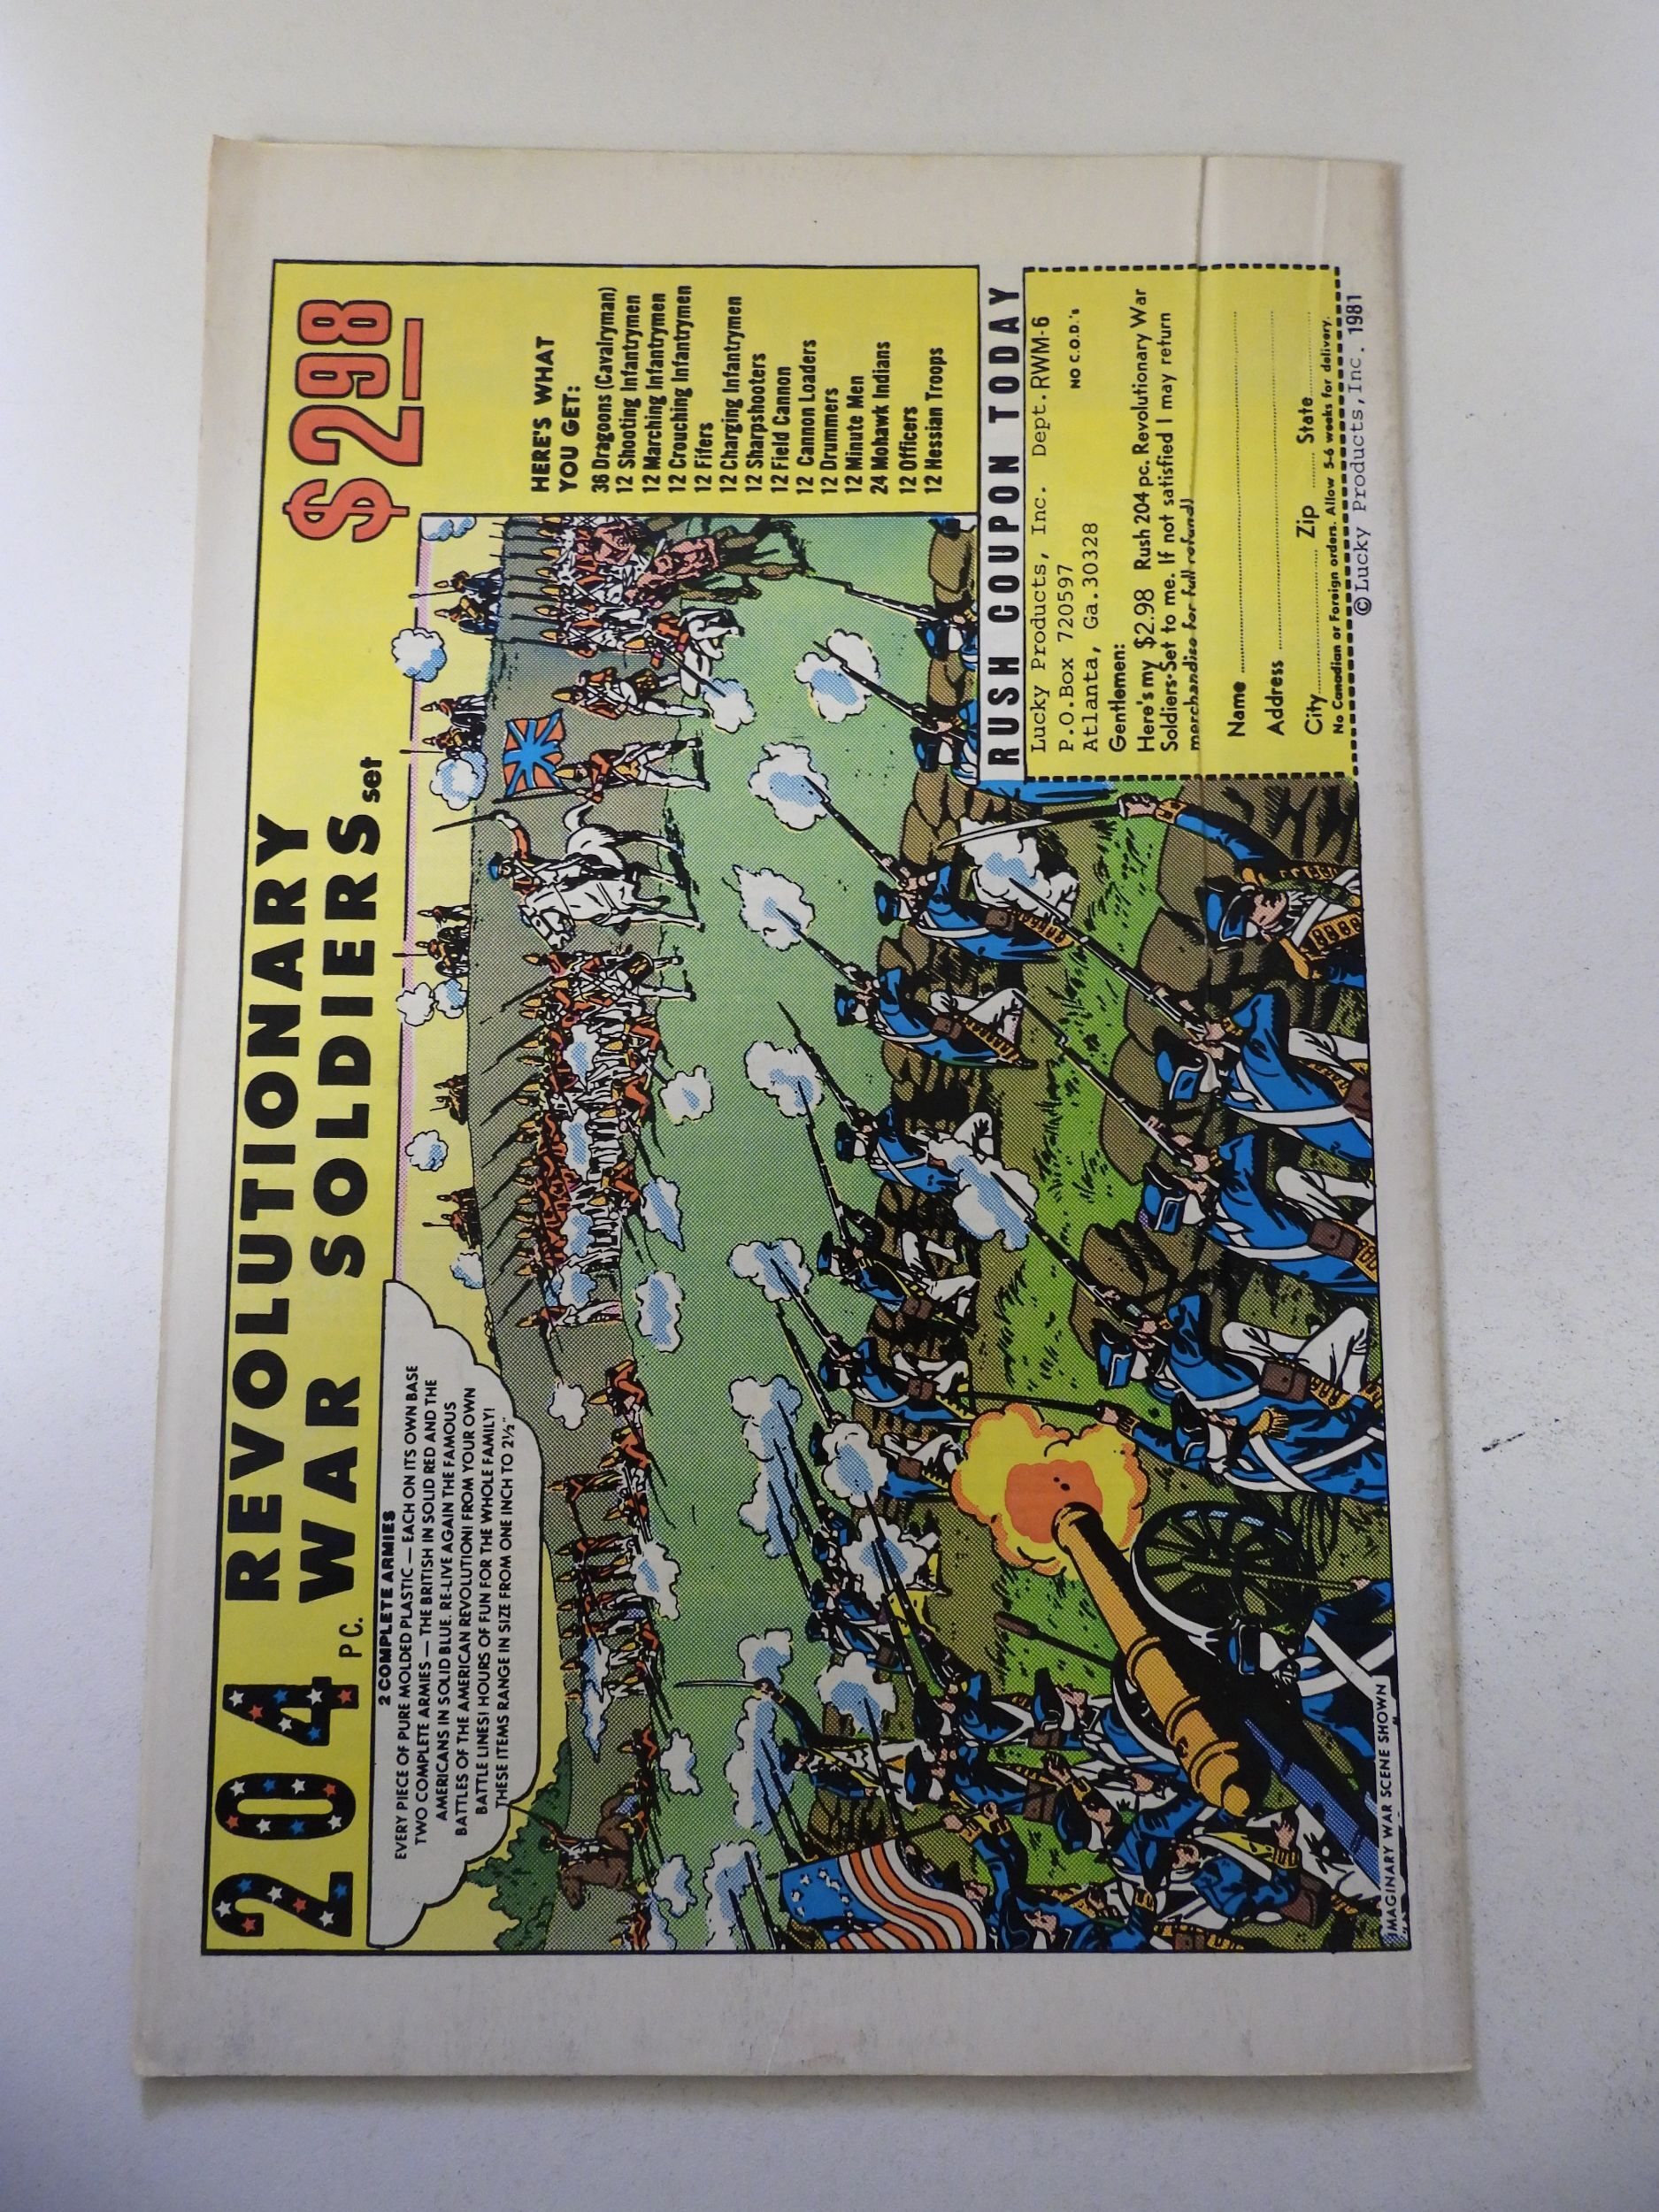 204 PC. REVOLUTIONARY
WAR SOLDIERS set
$2.98
2 COMPLETE ARMIES
EVERY PIECE OF PURE MOLDED PLASTIC — EACH ON ITS OWN BASE
TWO COMPLETE ARMIES — THE BRITISH IN SOLID RED AND THE
AMERICANS IN SOLID BLUE. RE-LIVE AGAIN THE FAMOUS
BATTLES OF THE AMERICAN REVOLUTION! FROM YOUR OWN
BATTLE LINES! HOURS OF FUN FOR THE WHOLE FAMILY!
THESE ITEMS RANGE IN SIZE FROM ONE INCH TO 2½"
HERE'S WHAT
YOU GET:
36 Dragoons (Cavalryman)
12 Shooting Infantrymen
12 Marching Infantrymen
12 Crouching Infantrymen
12 Fifers
12 Charging Infantrymen
12 Sharpshooters
12 Field Cannon
12 Cannon Loaders
12 Drummers
12 Minute Men
24 Mohawk Indians
12 Officers
12 Hessian Troops
RUSH COUPON TODAY
Lucky Products, Inc. Dept. RWM-6
P.O.Box 720597
Atlanta, Ga.30328
NO C.O.D.'s
Gentlemen:
Here's my $2.98 Rush 204 pc. Revolutionary War
Soldiers Set to me. If not satisfied I may return
merchandise for full refund!
Name
Address
City Zip State
No Canadian or Foreign orders. Allow 5-6 weeks for delivery.
© Lucky Products, Inc. 1981
IMAGINARY WAR SCENE SHOWN